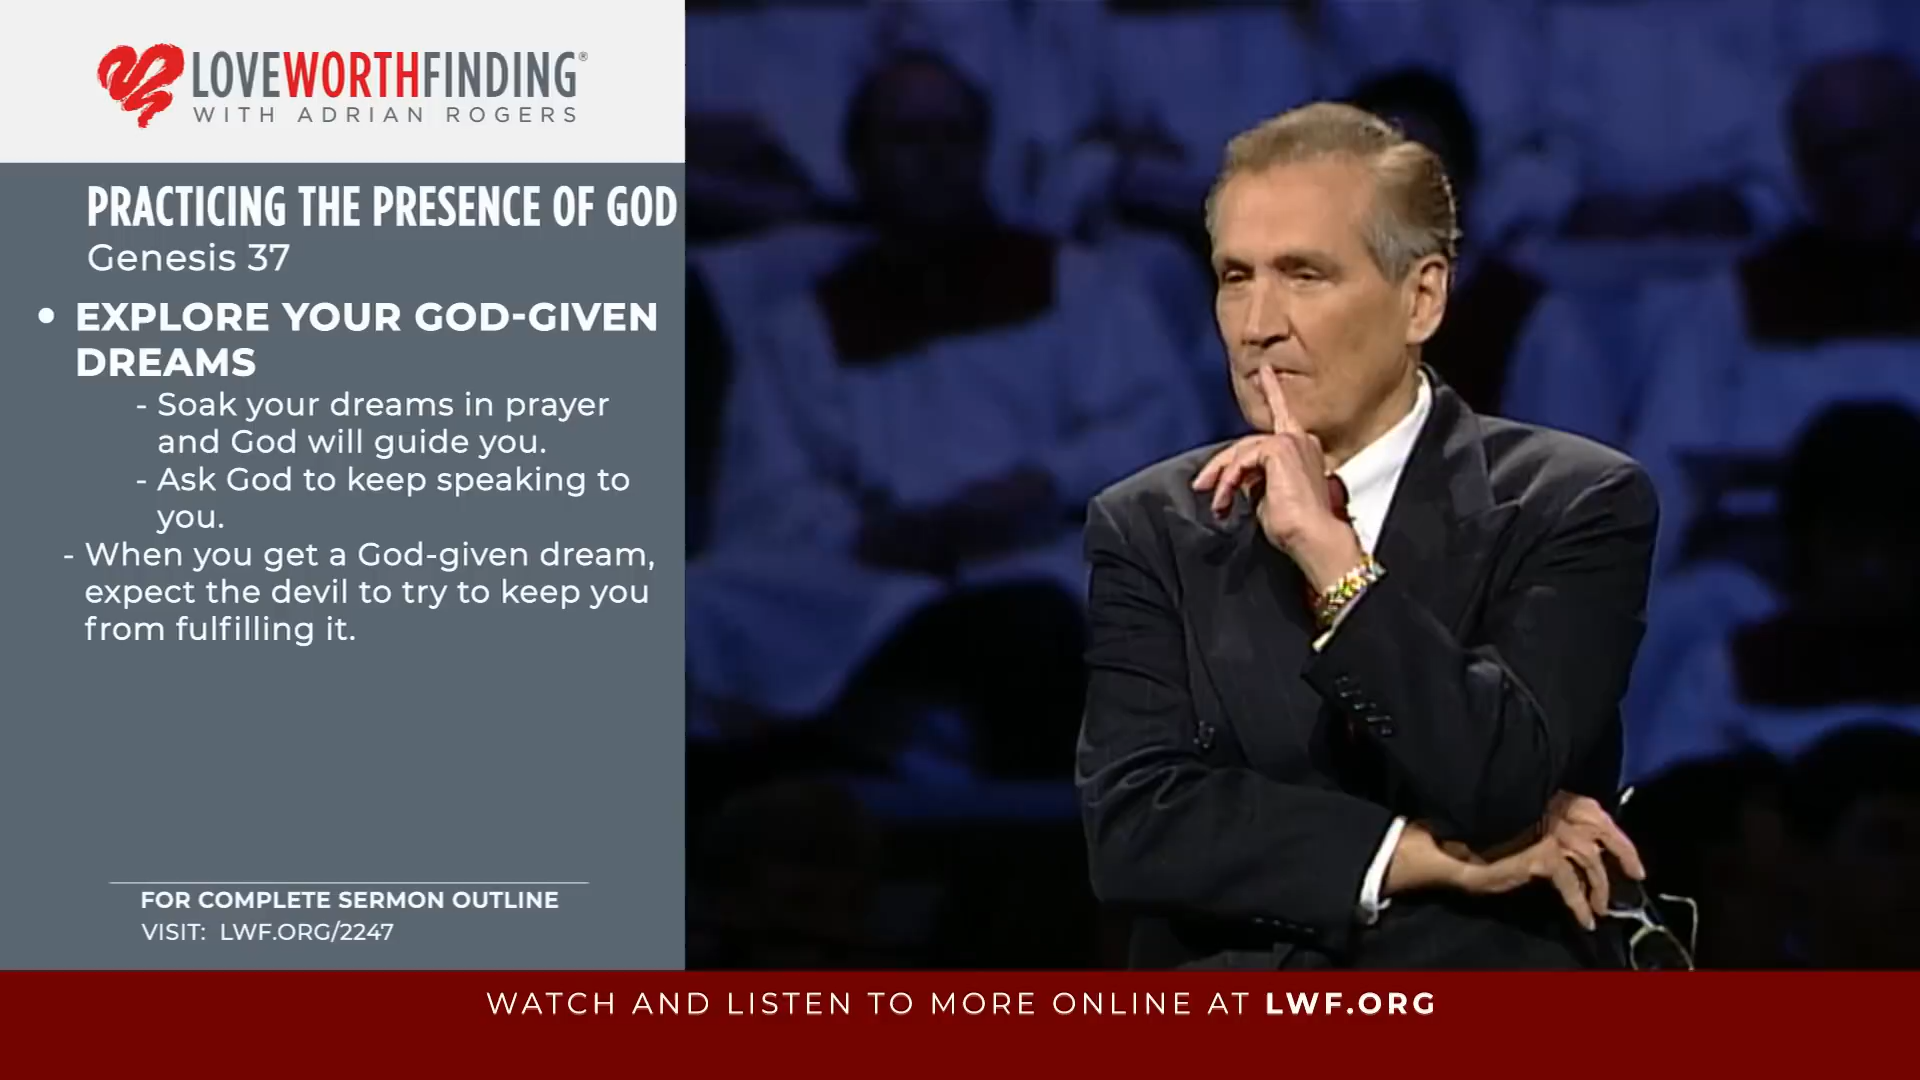 LOVEWORTHFINDING®
WITH ADRIAN ROGERS
PRACTICING THE PRESENCE OF GOD
Genesis 37
• EXPLORE YOUR GOD-GIVEN
DREAMS
- Soak your dreams in prayer
and God will guide you.
- Ask God to keep speaking to
you.
- When you get a God-given dream,
expect the devil to try to keep you
from fulfilling it.
FOR COMPLETE SERMON OUTLINE
VISIT: LWF.ORG/2247
WATCH AND LISTEN TO MORE ONLINE AT LWF.ORG